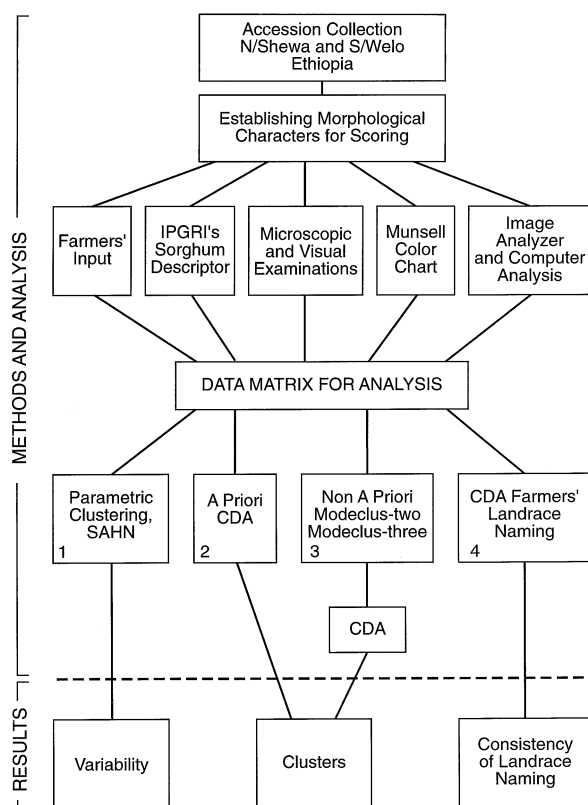 Accession Collection
N/Shewa and S/Welo
Ethiopia
Establishing Morphological
Characters for Scoring
Farmers'
Input
IPGRI's
Sorghum
Descriptor
Microscopic
and Visual
Examinations
Munsell
Color
Chart
Image
Analyzer
and Computer
Analysis
METHODS AND ANALYSIS
DATA MATRIX FOR ANALYSIS
Parametric
Clustering,
SAHN
1
A Priori
CDA
2
Non A Priori
Modeclus-two
Modeclus-three
3
CDA Farmers'
Landrace
Naming
4
CDA
RESULTS
Variability
Clusters
Consistency
of Landrace
Naming